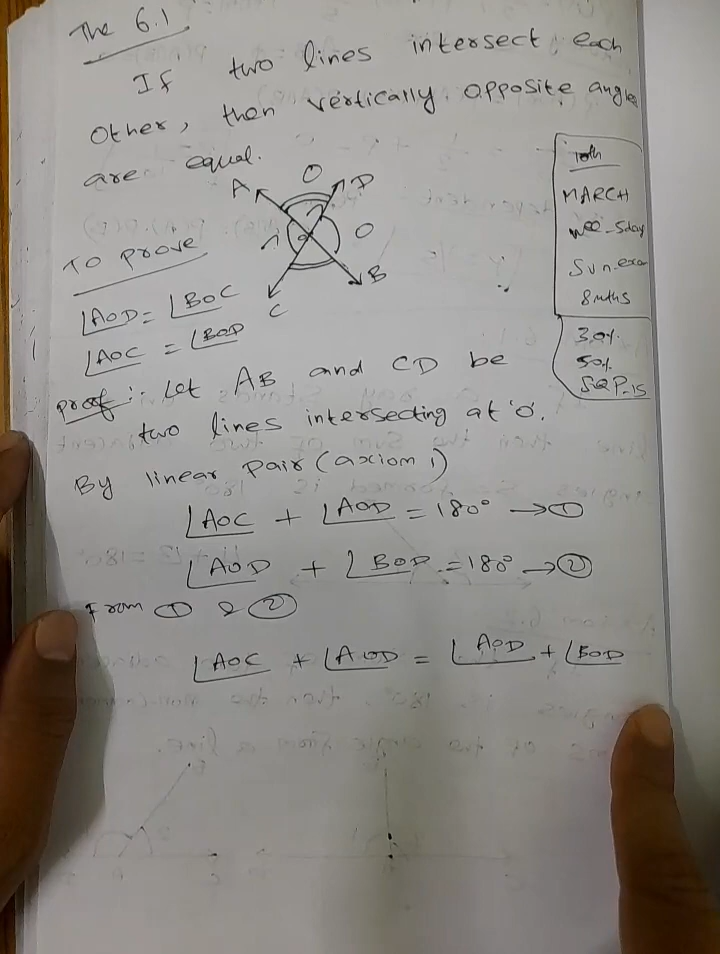 The 6.1
If two lines intersect each
other, then vertically opposite angles
are equal.
A O D
O
B
C
To prove
∠AOD = ∠BOC
∠AOC = ∠BOD
proof :- Let AB and CD be
two lines intersecting at 'O'.
By linear pair (axiom 1)
∠AOC + ∠AOD = 180° → ①
∠AOD + ∠BOD = 180° → ②
From ① & ②
∠AOC + ∠AOD = ∠AOD + ∠BOD
10th
MARCH
Sun. exam
8 mths
30%
50%
SQP-15